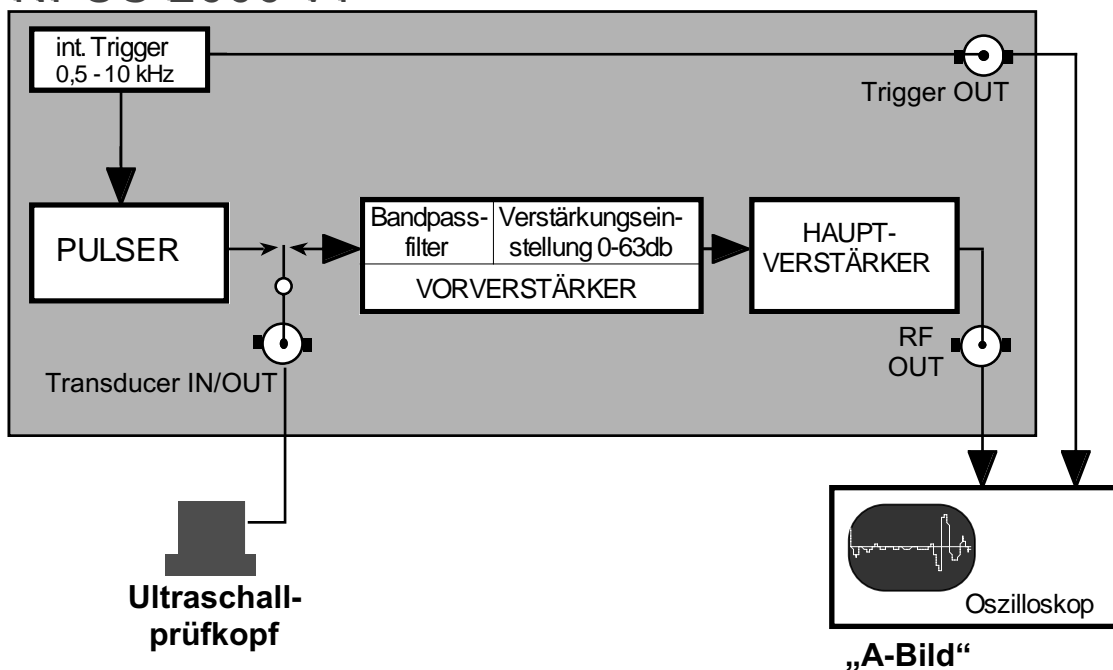 int. Trigger
0,5 - 10 kHz
Trigger OUT
PULSER
Bandpass-
filter
Verstärkungsein-
stellung 0-63db
VORVERSTÄRKER
HAUPT-
VERSTÄRKER
RF
OUT
Transducer IN/OUT
Ultraschall-
prüfkopf
Oszilloskop
„A-Bild“